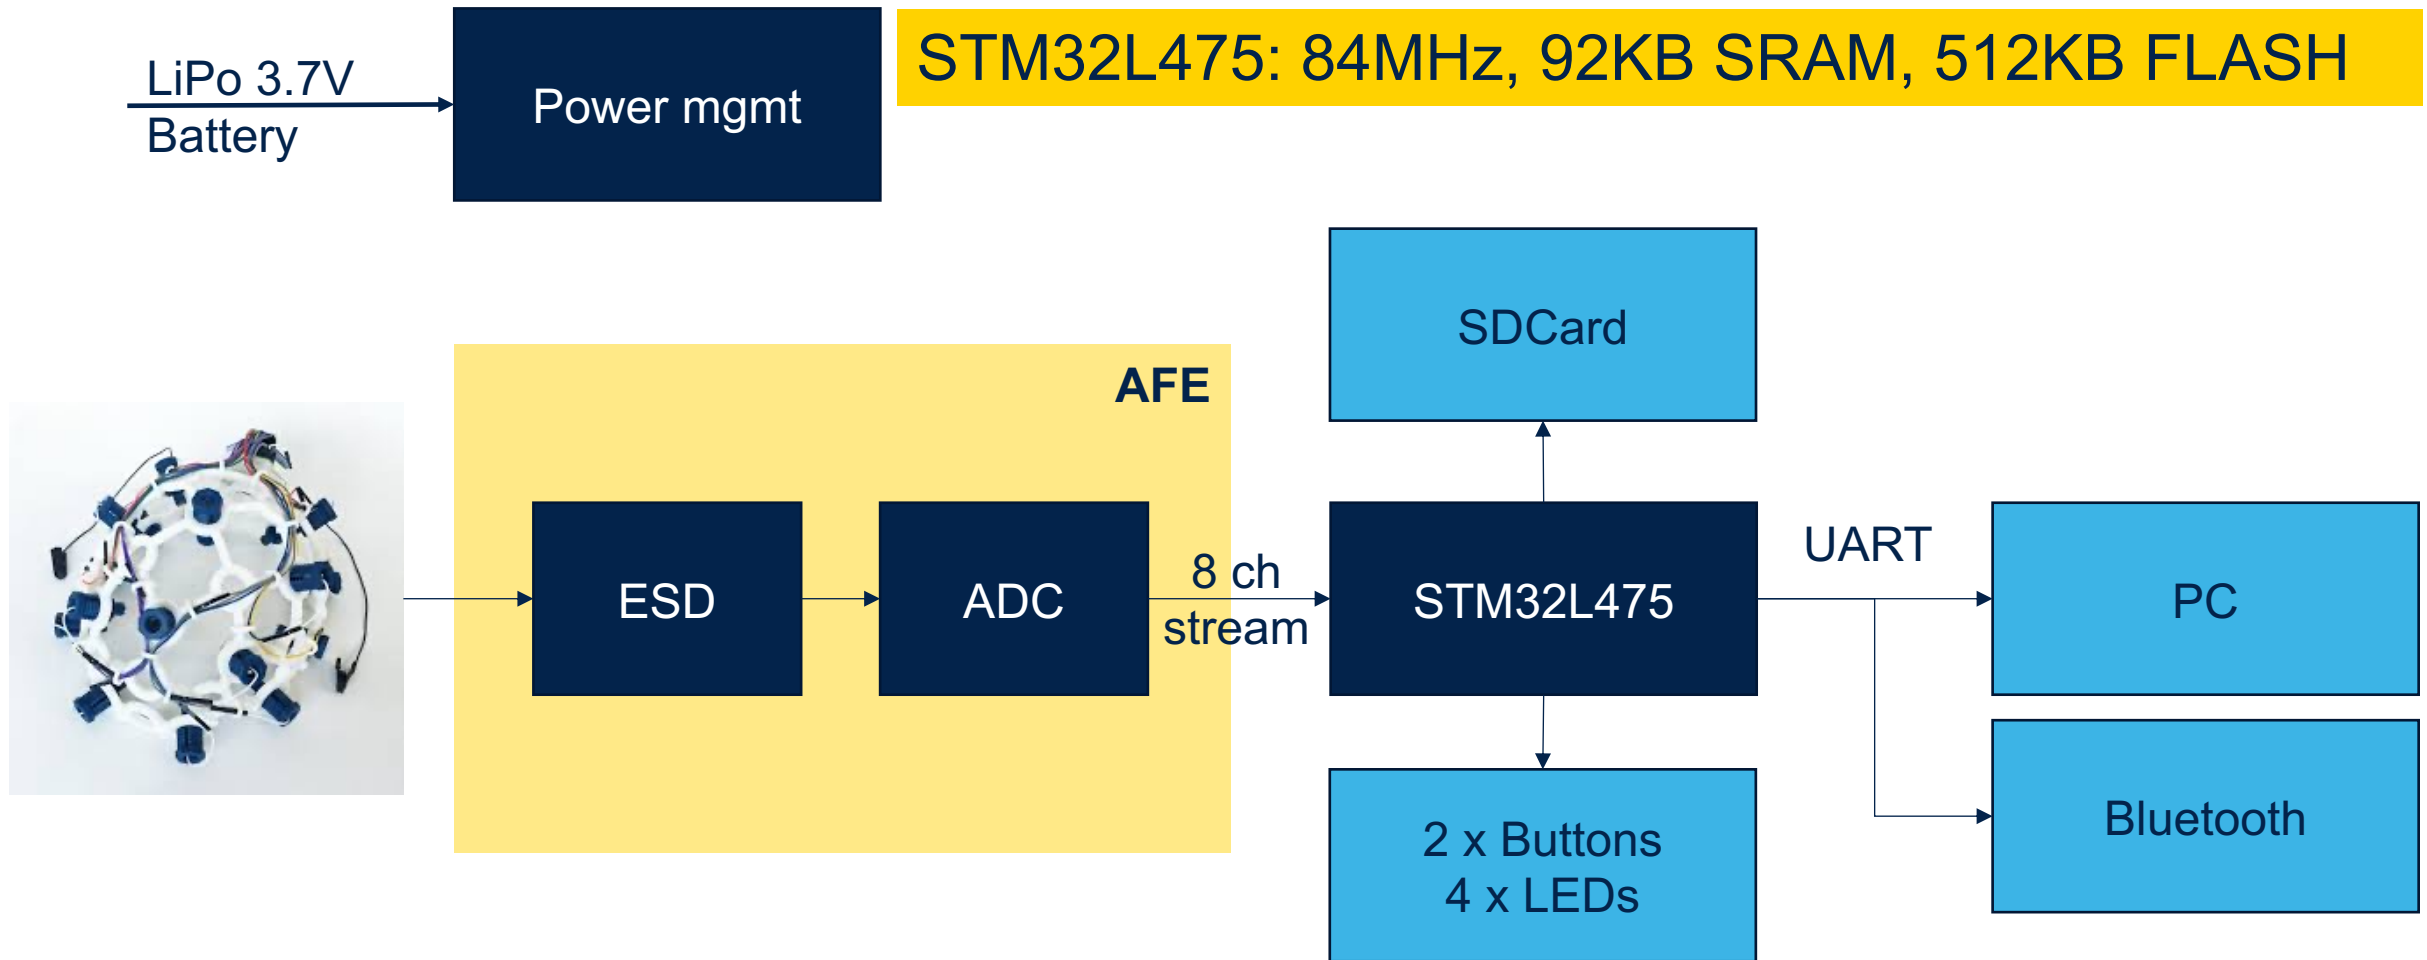 LiPo 3.7V
Battery
Power mgmt
STM32L475: 84MHz, 92KB SRAM, 512KB FLASH
AFE
ESD
ADC
8 ch
stream
SDCard
STM32L475
UART
PC
Bluetooth
2 x Buttons
4 x LEDs